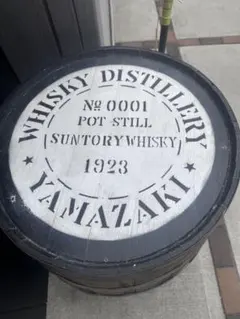 WHISKY DISTILLERY
№ 0001
POT STILL
SUNTORY WHISKY
1923
★ YAMAZAKI ★